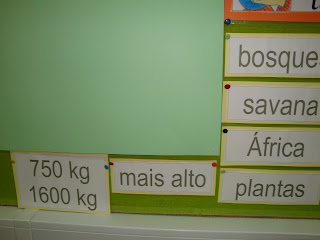 bosque
savana
África
plantas
mais alto
750 kg
1600 kg